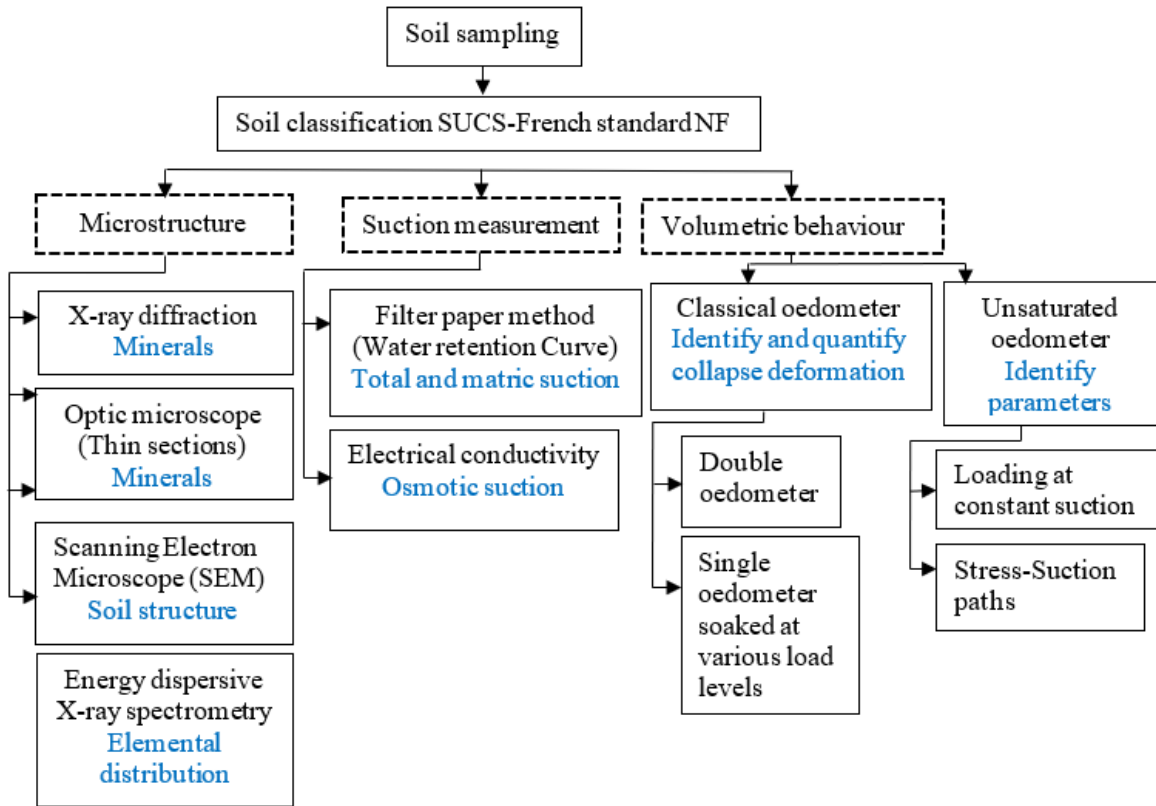 Soil sampling
Soil classification SUCS-French standard NF
Microstructure
Suction measurement
Volumetric behaviour
X-ray diffraction
Minerals
Optic microscope
(Thin sections)
Minerals
Scanning Electron
Microscope (SEM)
Soil structure
Energy dispersive
X-ray spectrometry
Elemental
distribution
Filter paper method
(Water retention Curve)
Total and matric suction
Electrical conductivity
Osmotic suction
Classical oedometer
Identify and quantify
collapse deformation
Double
oedometer
Single
oedometer
soaked at
various load
levels
Unsaturated
oedometer
Identify
parameters
Loading at
constant suction
Stress-Suction
paths